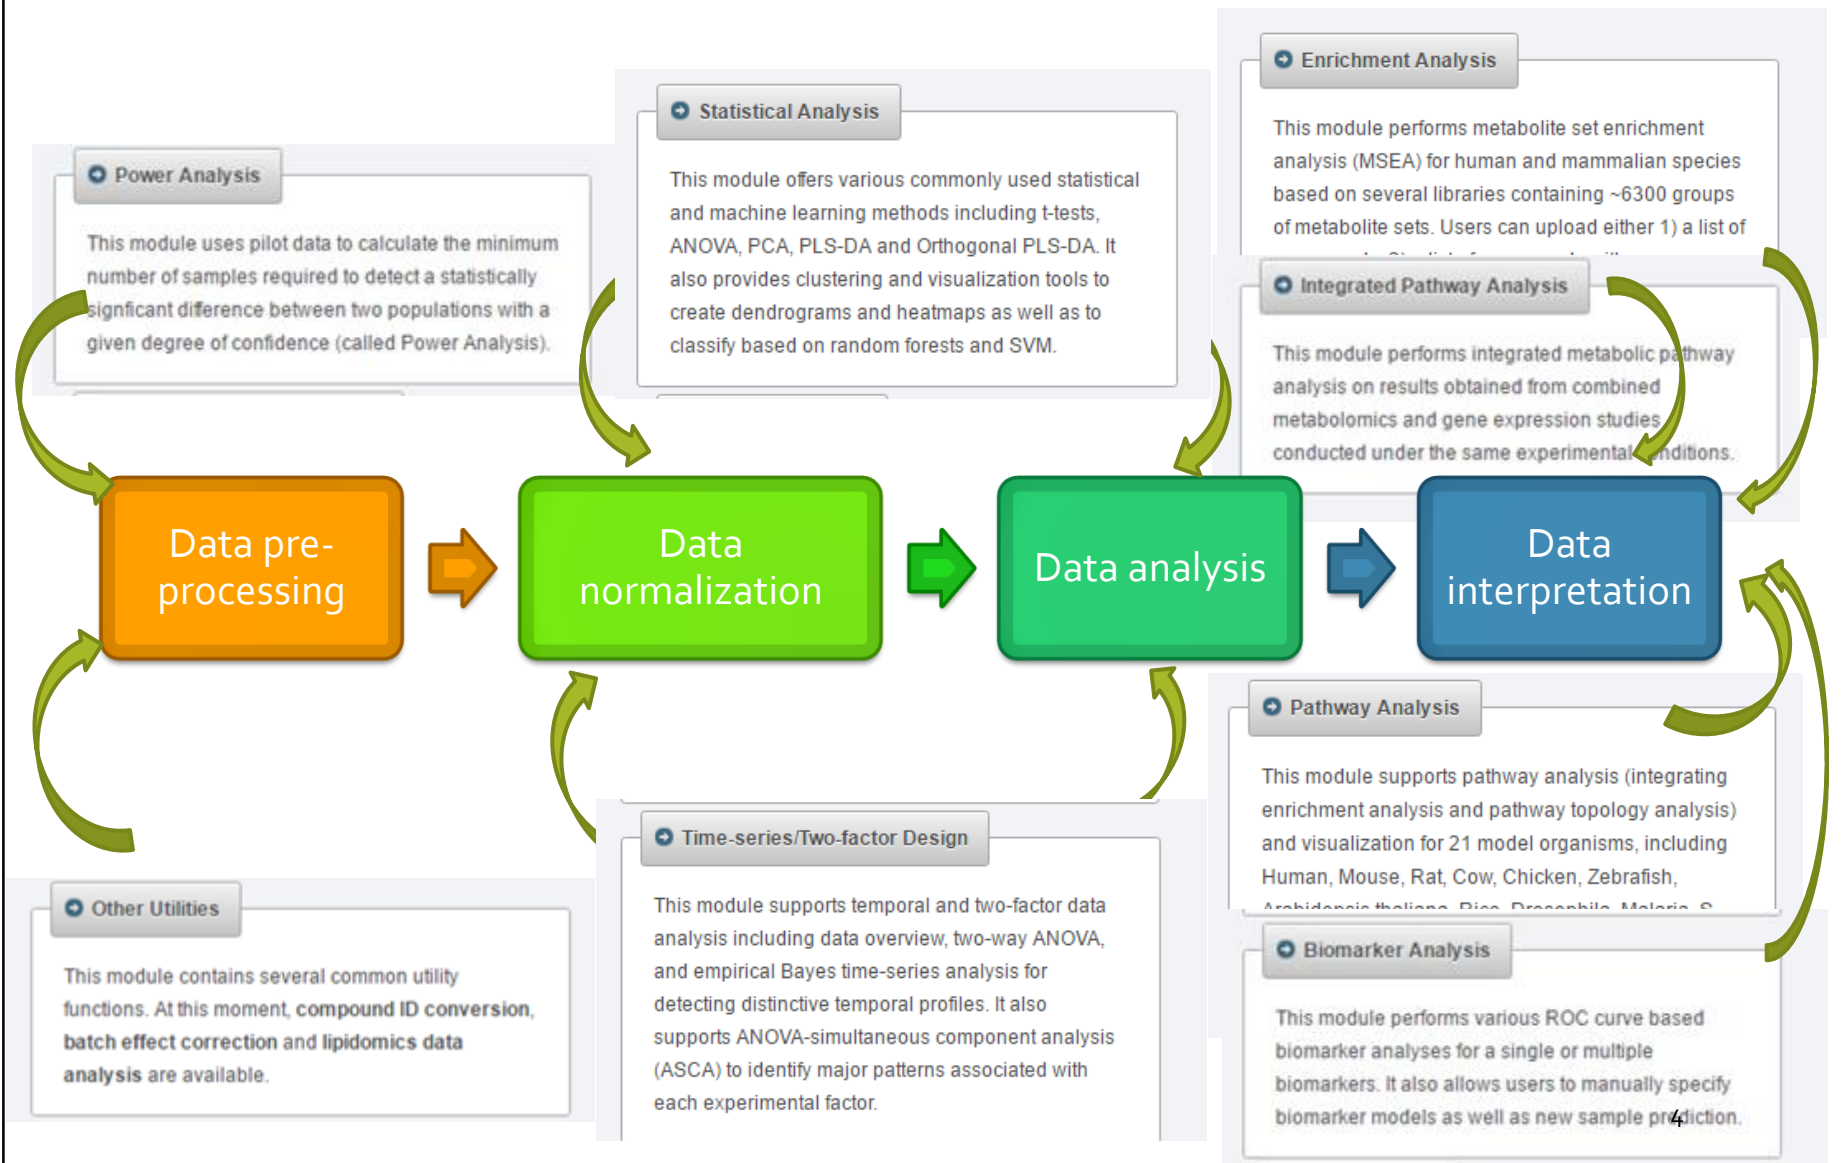 Enrichment Analysis
This module performs metabolite set enrichment
analysis (MSEA) for human and mammalian species
based on several libraries containing ~6300 groups
of metabolite sets. Users can upload either 1) a list of
Statistical Analysis
This module offers various commonly used statistical
and machine learning methods including t-tests,
ANOVA, PCA, PLS-DA and Orthogonal PLS-DA. It
also provides clustering and visualization tools to
create dendrograms and heatmaps as well as to
classify based on random forests and SVM.
Power Analysis
This module uses pilot data to calculate the minimum
number of samples required to detect a statistically
signficant difference between two populations with a
given degree of confidence (called Power Analysis).
Integrated Pathway Analysis
This module performs integrated metabolic pathway
analysis on results obtained from combined
metabolomics and gene expression studies
conducted under the same experimental conditions.
Data pre-
processing
Data
normalization
Data analysis
Data
interpretation
Pathway Analysis
This module supports pathway analysis (integrating
enrichment analysis and pathway topology analysis)
and visualization for 21 model organisms, including
Human, Mouse, Rat, Cow, Chicken, Zebrafish,
Arabidopsis thaliana, Rice, Drosophila, Malaria, S.
Time-series/Two-factor Design
This module supports temporal and two-factor data
analysis including data overview, two-way ANOVA,
and empirical Bayes time-series analysis for
detecting distinctive temporal profiles. It also
supports ANOVA-simultaneous component analysis
(ASCA) to identify major patterns associated with
each experimental factor.
Other Utilities
This module contains several common utility
functions. At this moment, compound ID conversion,
batch effect correction and lipidomics data
analysis are available.
Biomarker Analysis
This module performs various ROC curve based
biomarker analyses for a single or multiple
biomarkers. It also allows users to manually specify
biomarker models as well as new sample prediction.
4